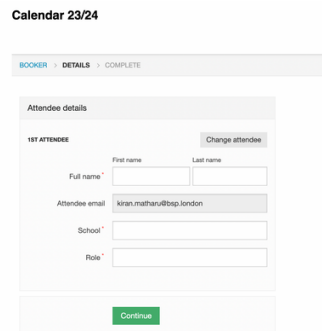 Calendar 23/24
BOOKER > DETAILS > COMPLETE
Attendee details
1ST ATTENDEE Change attendee
First name Last name
Full name *
Attendee email kiran.matharu@bsp.london
School *
Role *
Continue